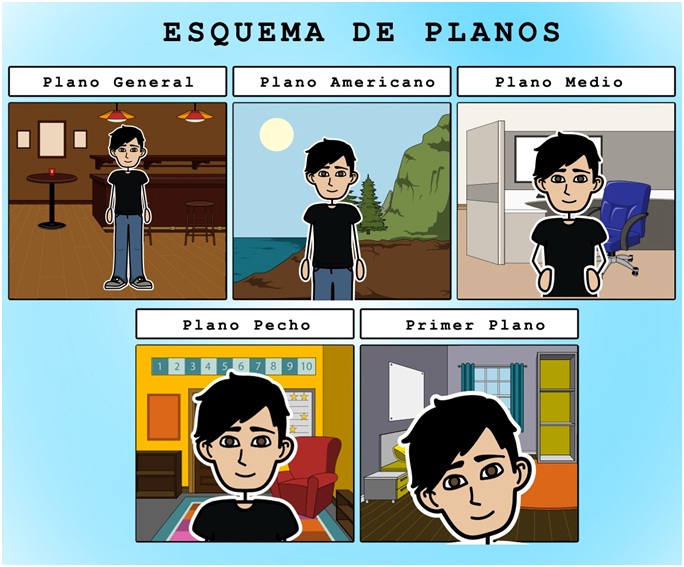 ESQUEMA DE PLANOS
Plano General
Plano Americano
Plano Medio
1 2 3 4 5 6 7 8 9 10
Plano Pecho
Primer Plano